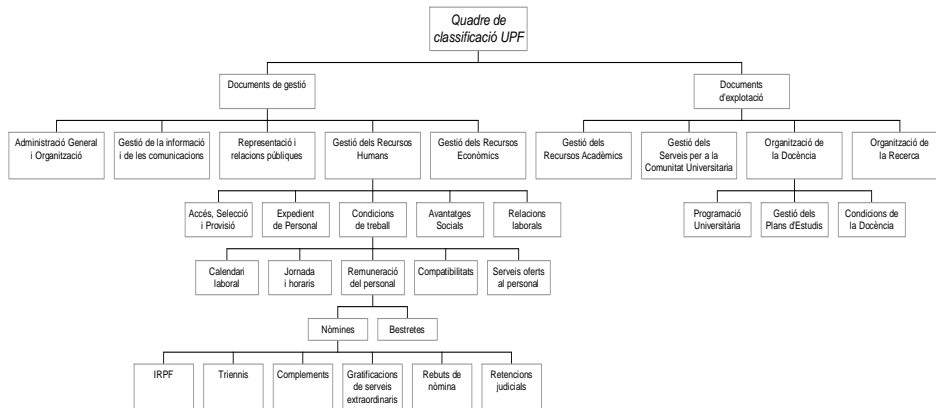 Quadre de
classificació UPF
Documents de gestió
Documents
d'explotació
Administració General
i Organització
Gestió de la informació
i de les comunicacions
Representació i
relacions públiques
Gestió dels Recursos
Humans
Gestió dels Recursos
Econòmics
Gestió dels
Recursos Acadèmics
Gestió dels
Serveis per a la
Comunitat Universitaria
Organització de
la Docència
Organització de
la Recerca
Accés, Selecció
i Provisió
Expedient
de Personal
Condicions
de treball
Avantatges
Socials
Relacions
laborals
Programació
Universitària
Gestió dels
Plans d'Estudis
Condicions de
la Docència
Calendari
laboral
Jornada
i horaris
Remuneració
del personal
Compatibilitats
Serveis oferts
al personal
Nòmines
Bestretes
IRPF
Triennis
Complements
Gratificacions
de serveis
extraordinaris
Rebuts de
nòmina
Retencions
judicials